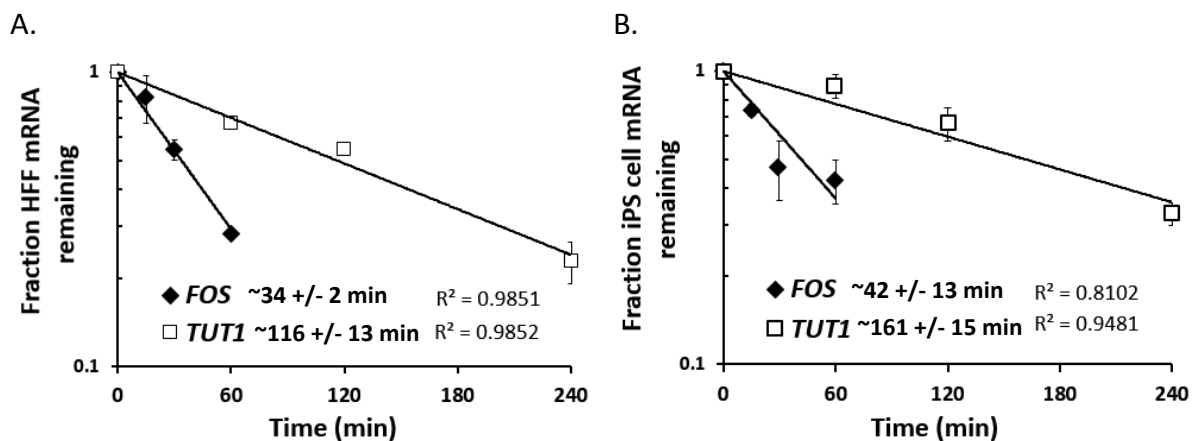 A.
Fraction HFF mRNA
remaining
1
0.1
FOS ~34 +/- 2 min R² = 0.9851
TUT1 ~116 +/- 13 min R² = 0.9852
0 60 120 180 240
Time (min)
B.
Fraction iPS cell mRNA
remaining
1
0.1
FOS ~42 +/- 13 min R² = 0.8102
TUT1 ~161 +/- 15 min R² = 0.9481
0 60 120 180 240
Time (min)